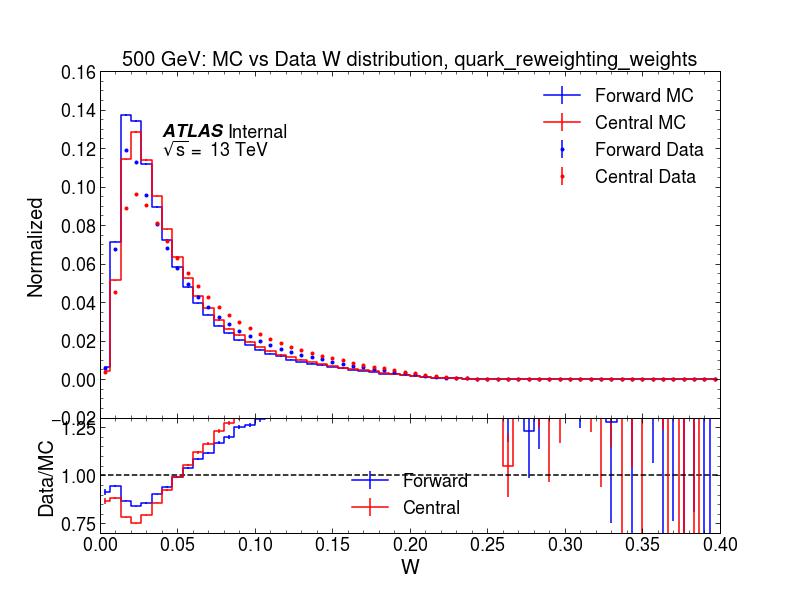 500 GeV: MC vs Data W distribution, quark_reweighting_weights
0.16
0.14
0.12
0.10
0.08
0.06
0.04
0.02
0.00
−0.02
Normalized
ATLAS Internal
√s = 13 TeV
Forward MC
Central MC
Forward Data
Central Data
1.25
1.00
0.75
Data/MC
Forward
Central
0.00 0.05 0.10 0.15 0.20 0.25 0.30 0.35 0.40
W